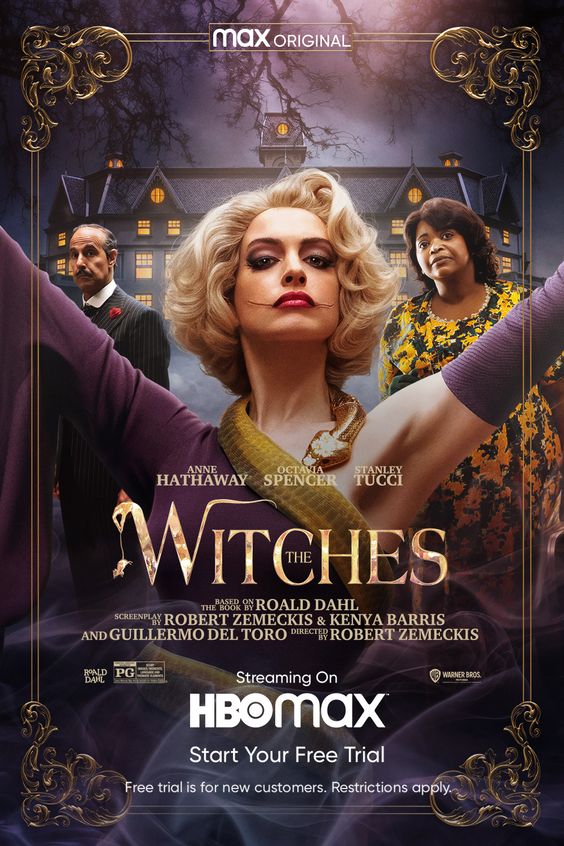 max ORIGINAL
ANNE HATHAWAY OCTAVIA SPENCER STANLEY TUCCI
THE WITCHES
BASED ON THE BOOK BY ROALD DAHL
SCREENPLAY BY ROBERT ZEMECKIS & KENYA BARRIS
AND GUILLERMO DEL TORO DIRECTED BY ROBERT ZEMECKIS
ROALD DAHL PG WARNER BROS.
Streaming On
HBOmax
Start Your Free Trial
Free trial is for new customers. Restrictions apply.